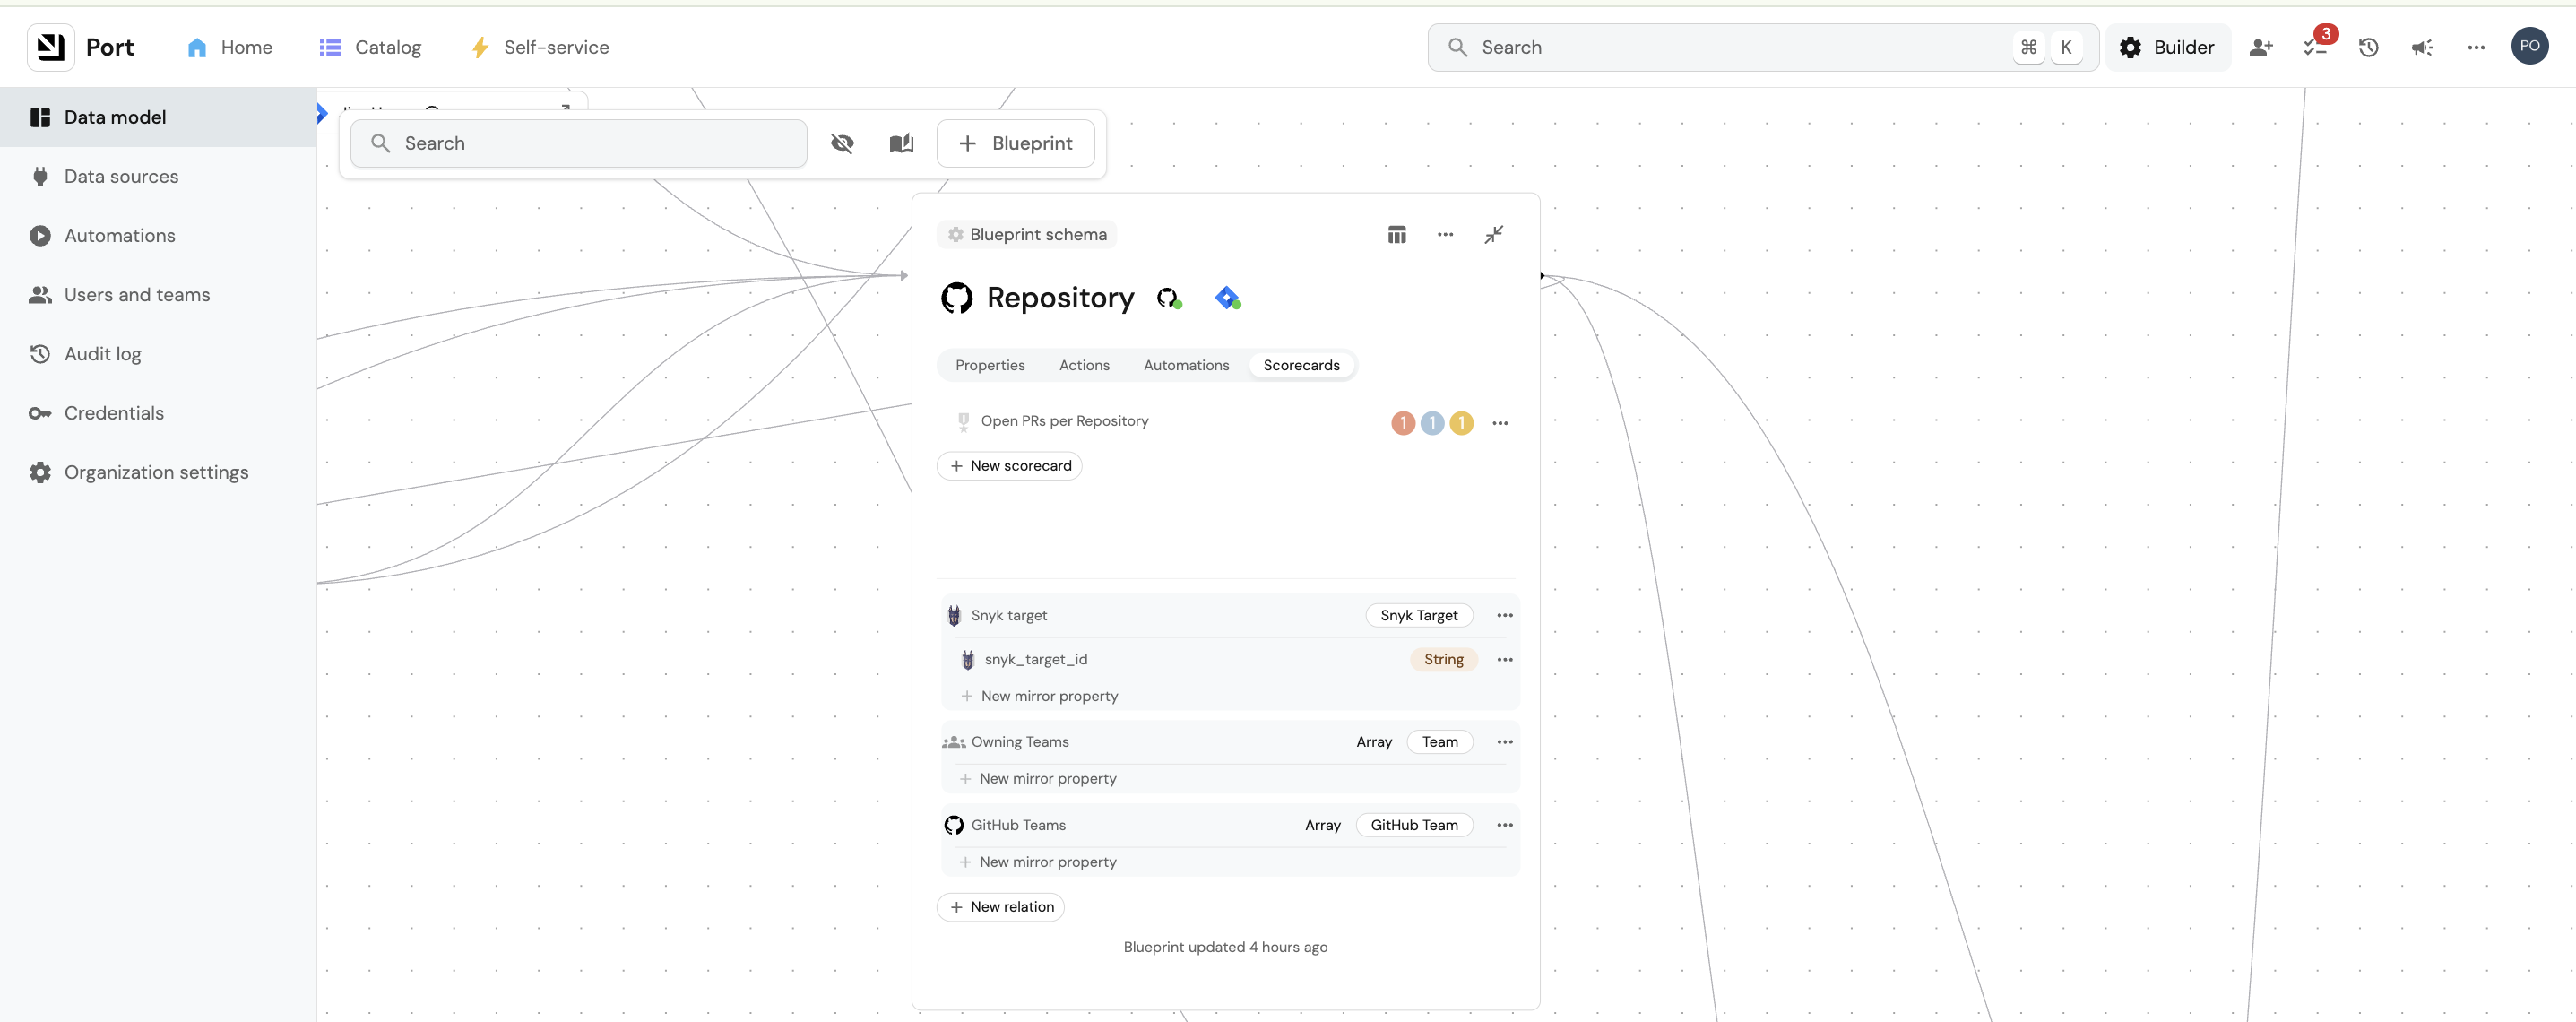 Port
Home
Catalog
Self-service
Search
⌘ K
Builder
3
PO
Data model
Data sources
Automations
Users and teams
Audit log
Credentials
Organization settings
Search
+ Blueprint
Blueprint schema
Repository
Properties
Actions
Automations
Scorecards
Open PRs per Repository
1 1 1
+ New scorecard
Snyk target
Snyk Target
snyk_target_id
String
+ New mirror property
Owning Teams
Array
Team
+ New mirror property
GitHub Teams
Array
GitHub Team
+ New mirror property
+ New relation
Blueprint updated 4 hours ago